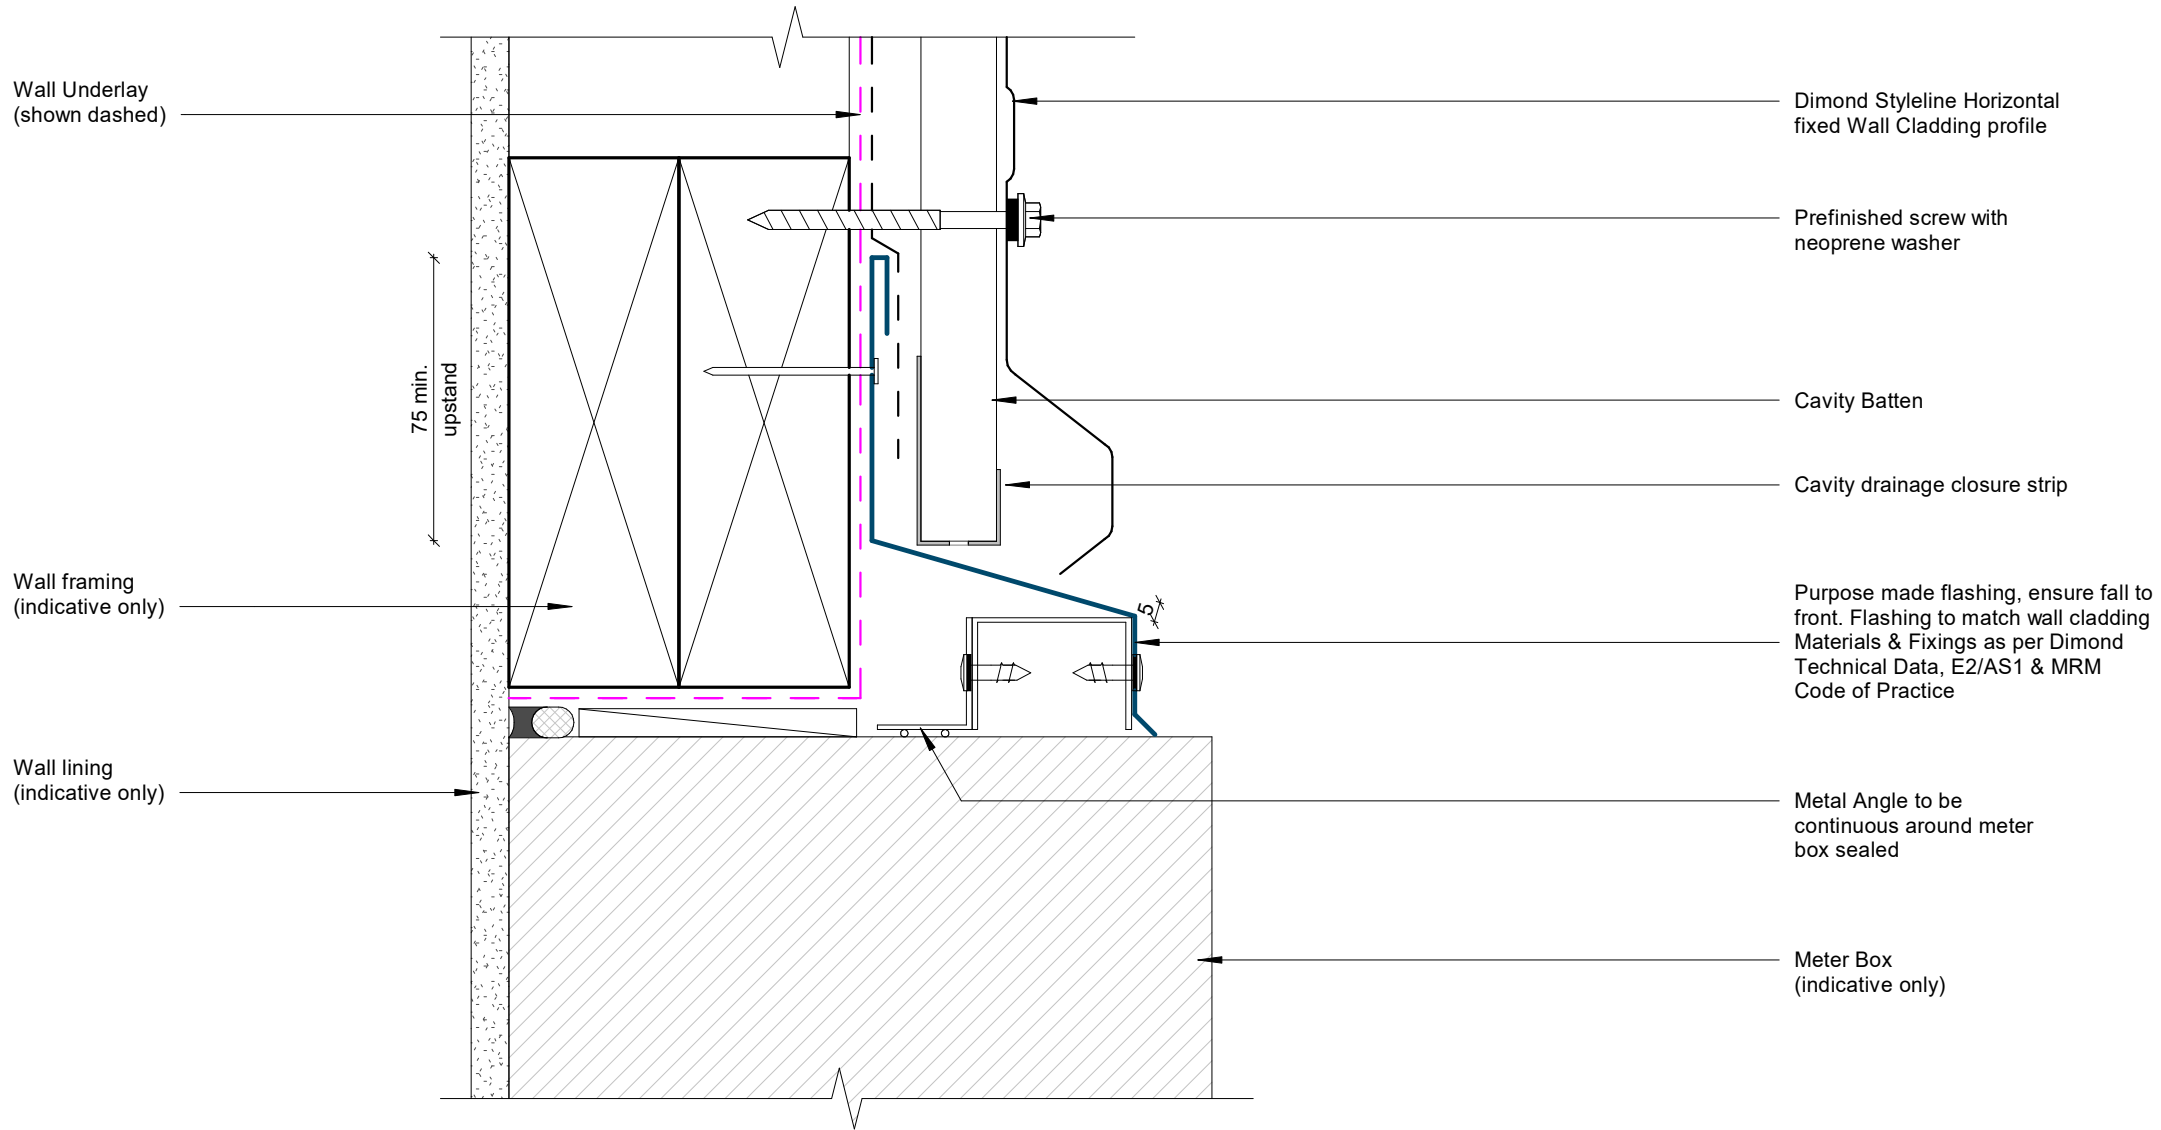 Wall Underlay
(shown dashed)
75 min.
upstand
Wall framing
(indicative only)
Wall lining
(indicative only)
Dimond Styleline Horizontal
fixed Wall Cladding profile
Prefinished screw with
neoprene washer
Cavity Batten
Cavity drainage closure strip
5
Purpose made flashing, ensure fall to
front. Flashing to match wall cladding
Materials & Fixings as per Dimond
Technical Data, E2/AS1 & MRM
Code of Practice
Metal Angle to be
continuous around meter
box sealed
Meter Box
(indicative only)